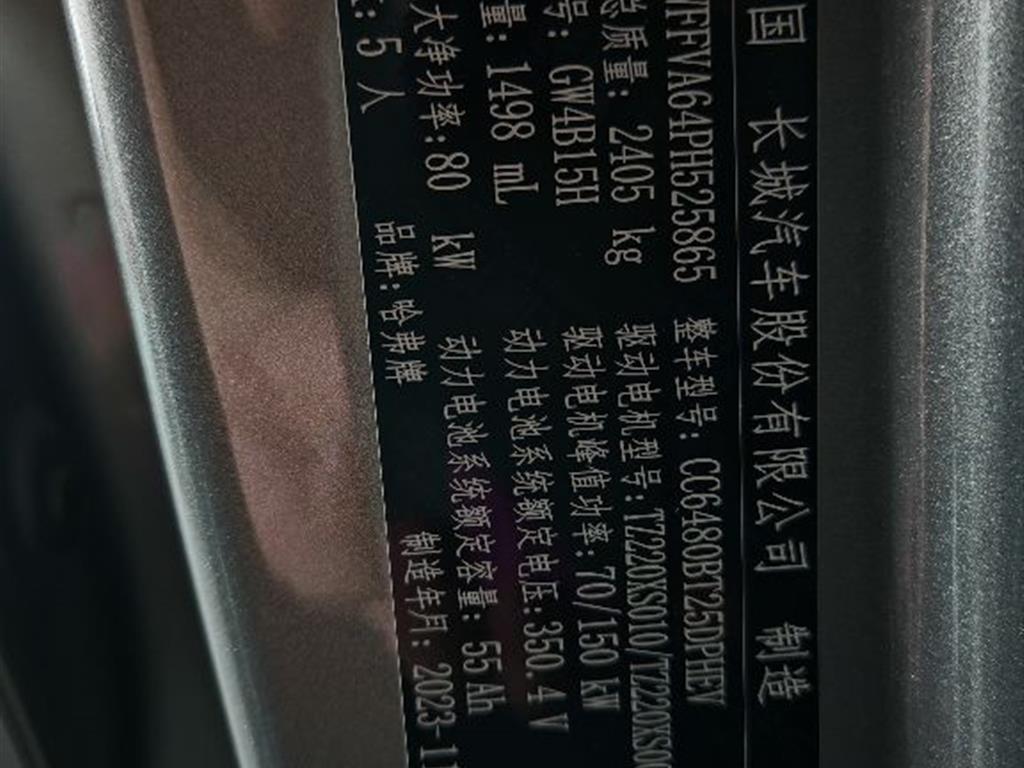 国 长城汽车股份有限公司 制造
FVA64PH525865 整车型号: CC6480BT25DPHEV
总质量: 2405 kg 驱动电机型号: TZ220XS010/TZ220XS0
号: GW4B15H 驱动电机峰值功率: 70/150 kW
量: 1498 mL 动力电池系统额定电压: 350.4 V
大净功率: 80 kW 动力电池系统额定容量: 55 Ah
: 5 人 品牌: 哈弗牌 制造年月: 2023-11